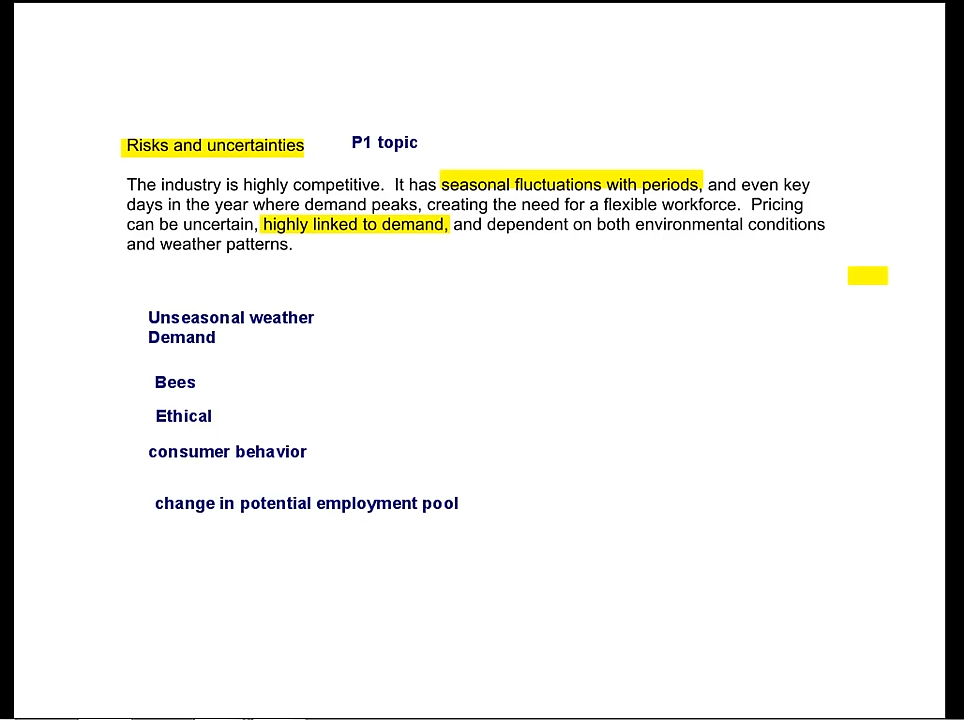 Risks and uncertainties P1 topic
The industry is highly competitive. It has seasonal fluctuations with periods, and even key
days in the year where demand peaks, creating the need for a flexible workforce. Pricing
can be uncertain, highly linked to demand, and dependent on both environmental conditions
and weather patterns.
Unseasonal weather
Demand
Bees
Ethical
consumer behavior
change in potential employment pool